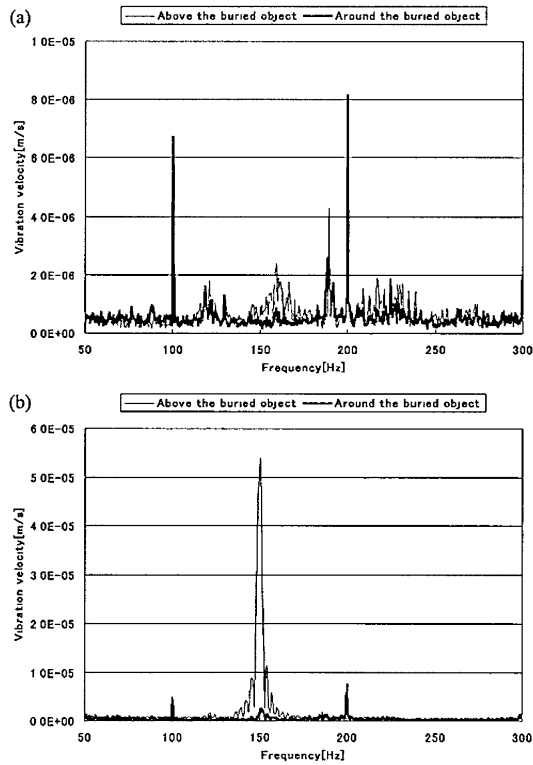 (a)
Above the buried object Around the buried object
1 0E-05
8.0E-06
6 0E-06
4 0E-06
2 0E-06
0 0E+00
Vibration velocity[m/s]
50 100 150 200 250 300
Frequency[Hz]
(b)
Above the buried object Around the buried object
6 0E-05
5 0E-05
4 0E-05
3 0E-05
2 0E-05
1 0E-05
0 0E+00
Vibration velocity[m/s]
50 100 150 200 250 300
Frequency[Hz]